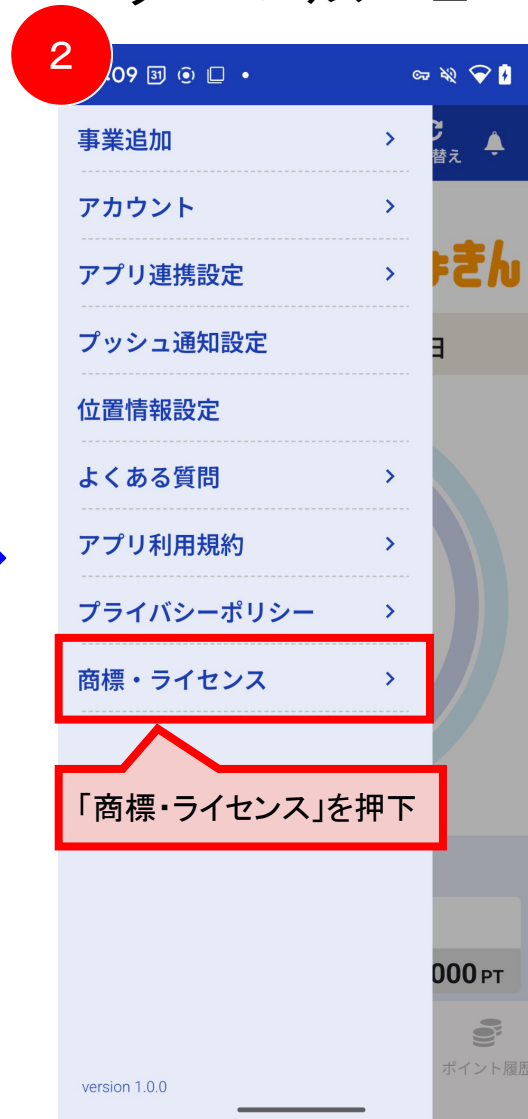 2
:09
31
事業追加
替え
アカウント
アプリ連携設定
ょきん
プッシュ通知設定
日
位置情報設定
よくある質問
アプリ利用規約
プライバシーポリシー
商標・ライセンス
「商標・ライセンス」を押下
000 PT
ポイント履歴
version 1.0.0